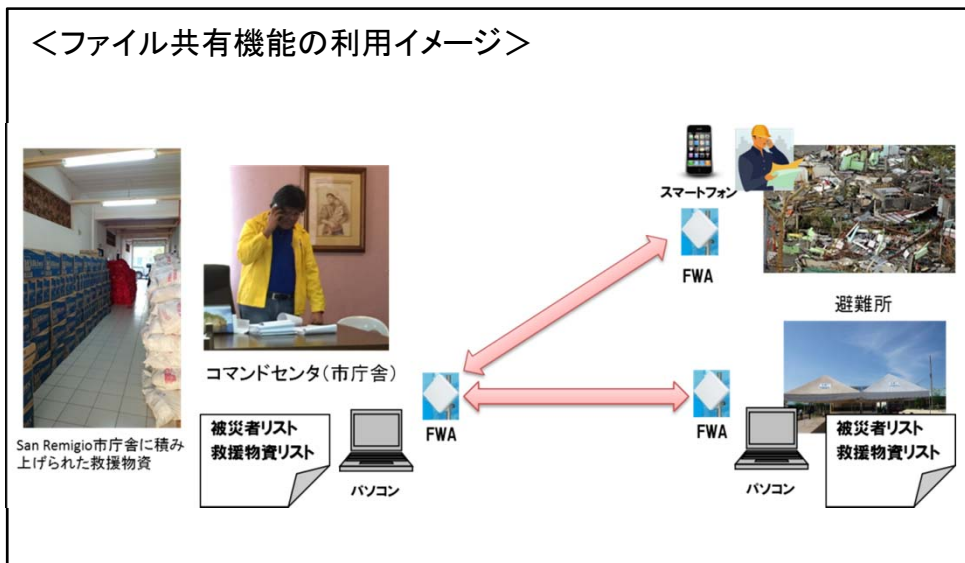 ＜ファイル共有機能の利用イメージ＞
スマートフォン
FWA
避難所
コマンドセンタ（市庁舎）
FWA
FWA
San Remigio市庁舎に積み
上げられた救援物資
被災者リスト
救援物資リスト
パソコン
被災者リスト
救援物資リスト
パソコン